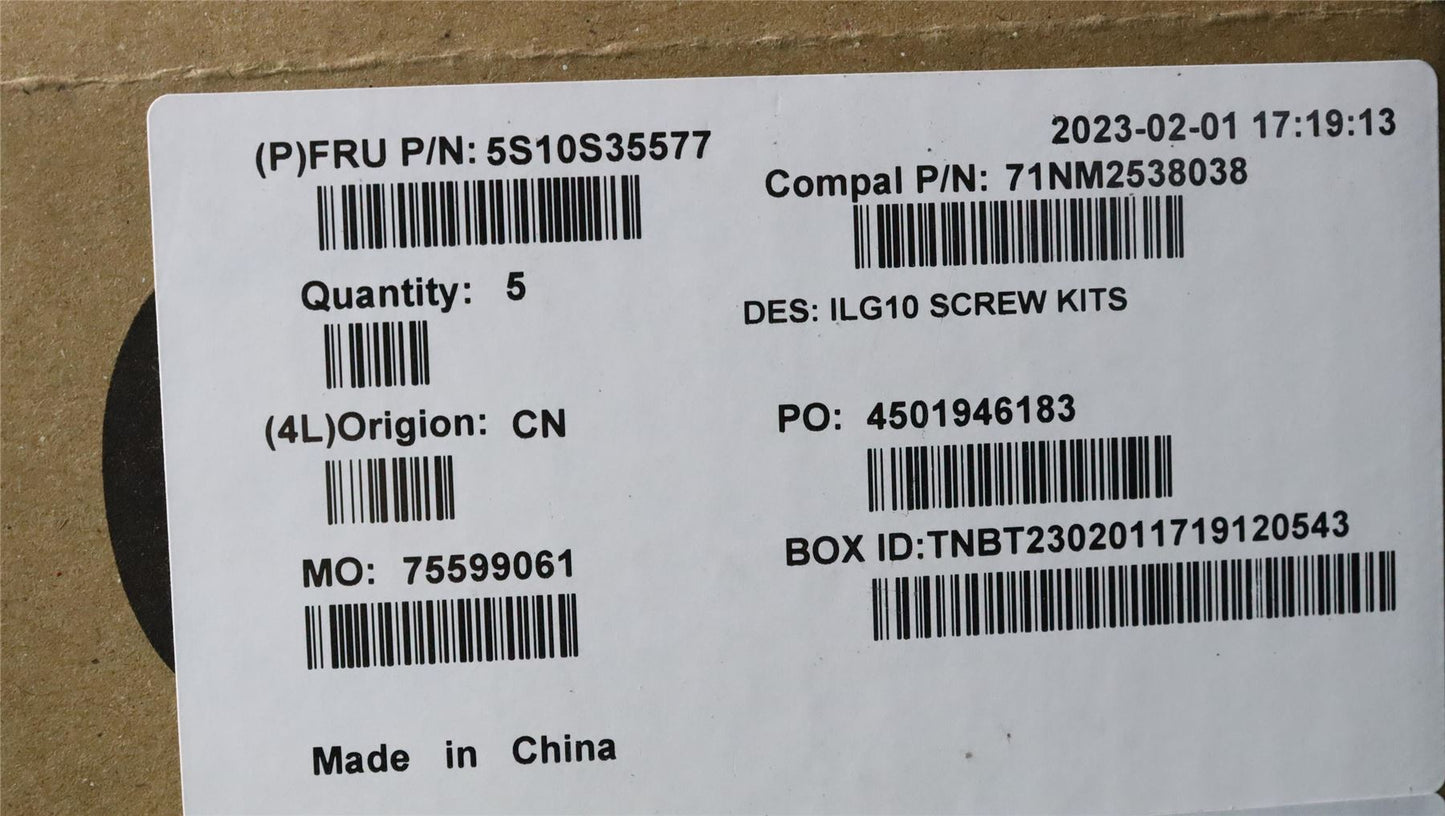 2023-02-01 17:19:13
(P)FRU P/N: 5S10S35577
Compal P/N: 71NM2538038
Quantity: 5
DES: ILG10 SCREW KITS
(4L)Origion: CN
PO: 4501946183
MO: 75599061
BOX ID:TNBT2302011719120543
Made in China